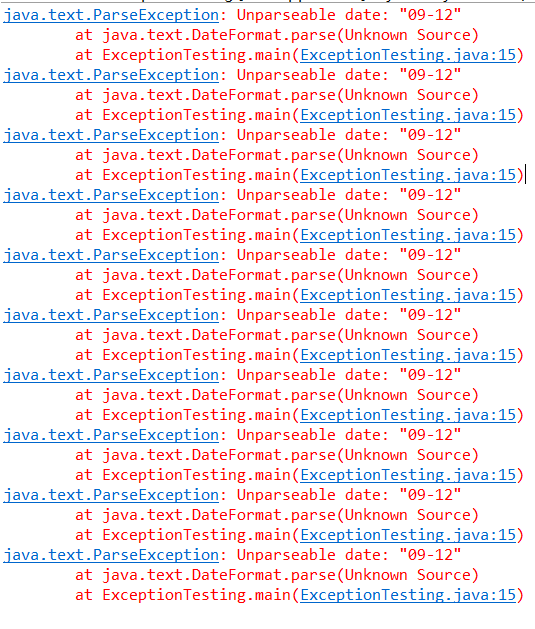 java.text.ParseException: Unparseable date: "09-12"
at java.text.DateFormat.parse(Unknown Source)
at ExceptionTesting.main(ExceptionTesting.java:15)
java.text.ParseException: Unparseable date: "09-12"
at java.text.DateFormat.parse(Unknown Source)
at ExceptionTesting.main(ExceptionTesting.java:15)
java.text.ParseException: Unparseable date: "09-12"
at java.text.DateFormat.parse(Unknown Source)
at ExceptionTesting.main(ExceptionTesting.java:15)
java.text.ParseException: Unparseable date: "09-12"
at java.text.DateFormat.parse(Unknown Source)
at ExceptionTesting.main(ExceptionTesting.java:15)
java.text.ParseException: Unparseable date: "09-12"
at java.text.DateFormat.parse(Unknown Source)
at ExceptionTesting.main(ExceptionTesting.java:15)
java.text.ParseException: Unparseable date: "09-12"
at java.text.DateFormat.parse(Unknown Source)
at ExceptionTesting.main(ExceptionTesting.java:15)
java.text.ParseException: Unparseable date: "09-12"
at java.text.DateFormat.parse(Unknown Source)
at ExceptionTesting.main(ExceptionTesting.java:15)
java.text.ParseException: Unparseable date: "09-12"
at java.text.DateFormat.parse(Unknown Source)
at ExceptionTesting.main(ExceptionTesting.java:15)
java.text.ParseException: Unparseable date: "09-12"
at java.text.DateFormat.parse(Unknown Source)
at ExceptionTesting.main(ExceptionTesting.java:15)
java.text.ParseException: Unparseable date: "09-12"
at java.text.DateFormat.parse(Unknown Source)
at ExceptionTesting.main(ExceptionTesting.java:15)